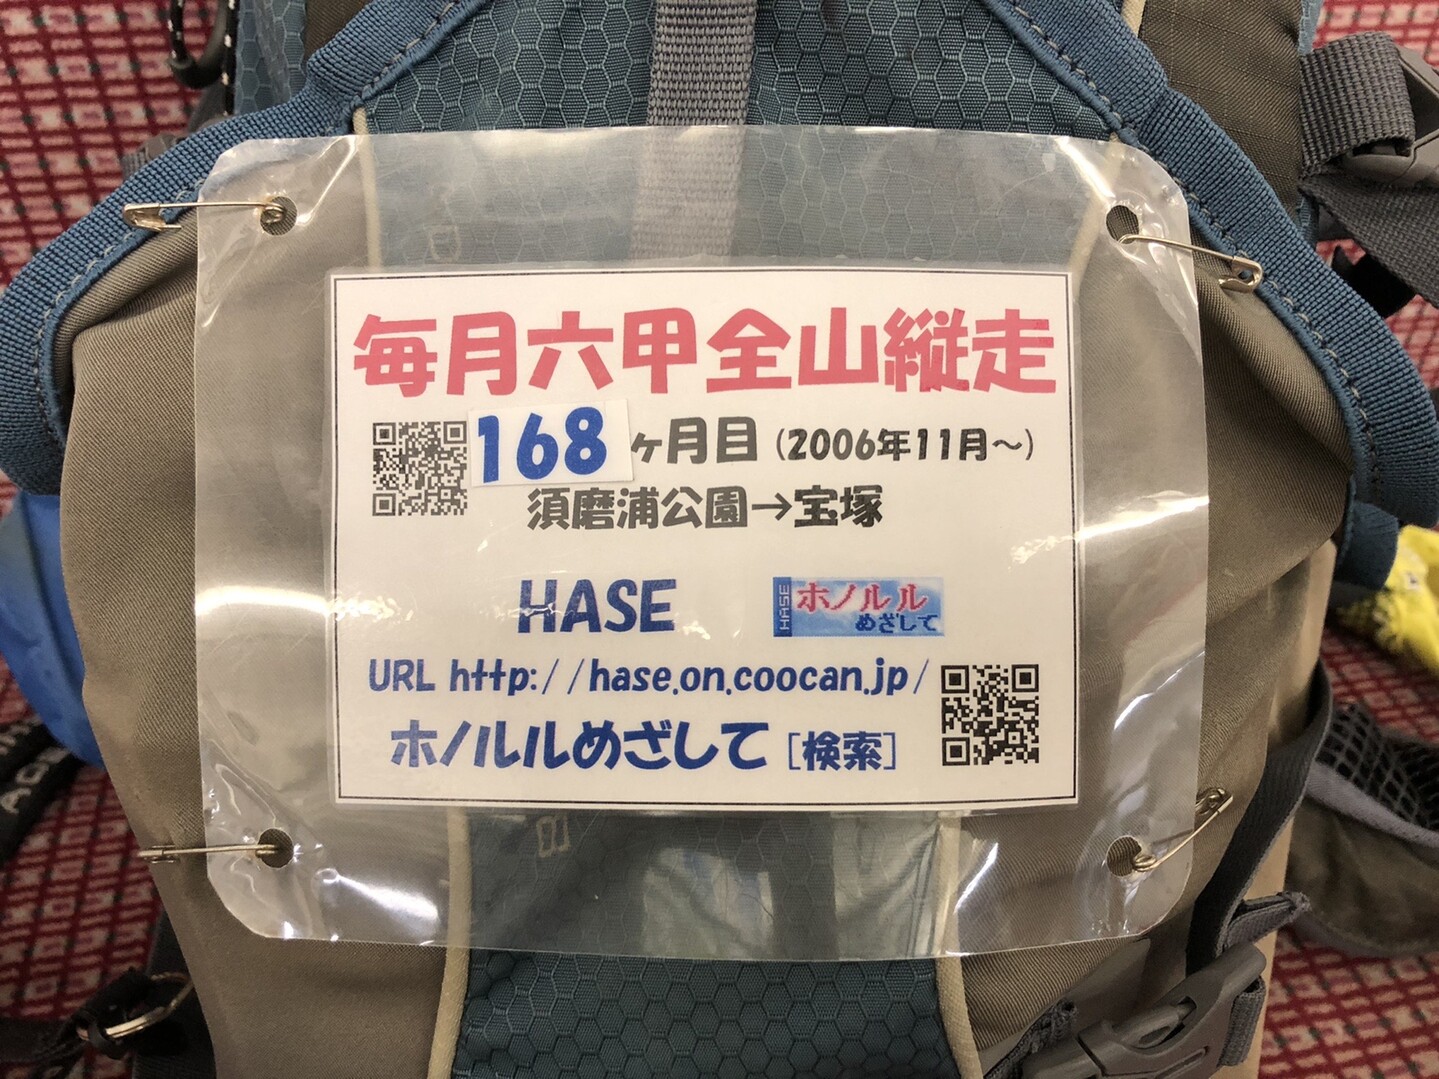 毎月六甲全山縦走
168ヶ月目 (2006年11月～)
須磨浦公園→宝塚
HASE
HASE ホノルル
めざして
URL http://hase.on.coocan.jp/
ホノルルめざして [検索]